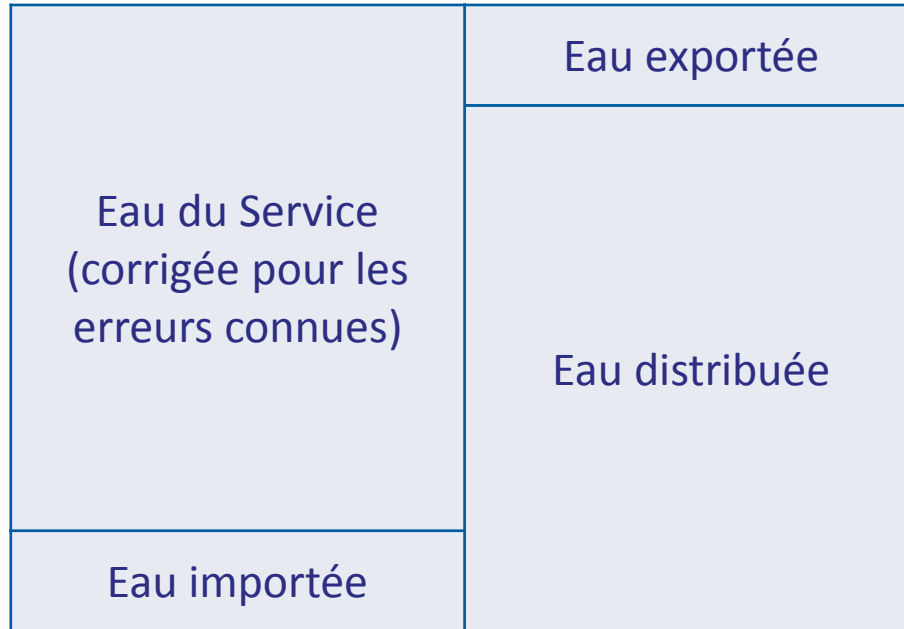 Eau du Service
(corrigée pour les
erreurs connues)
Eau importée
Eau exportée
Eau distribuée